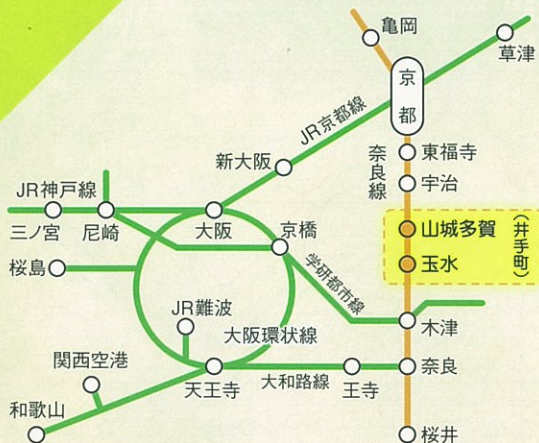 亀岡
草津
京都
JR京都線
東福寺
奈良線
新大阪
宇治
JR神戸線
三ノ宮
尼崎
大阪
京橋
山城多賀
(井手町)
玉水
桜島
学研都市線
JR難波
大阪環状線
木津
関西空港
天王寺
大和路線
王寺
奈良
和歌山
桜井